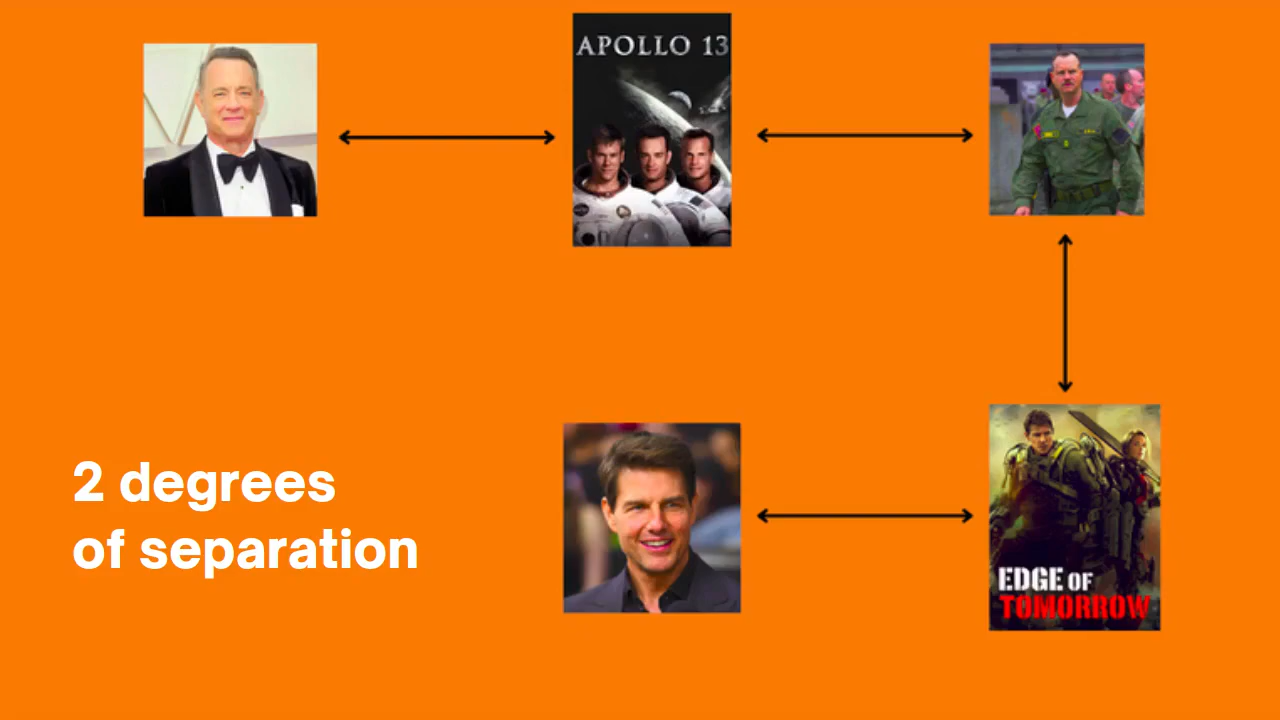 APOLLO 13
2 degrees
of separation
EDGE OF
TOMORROW